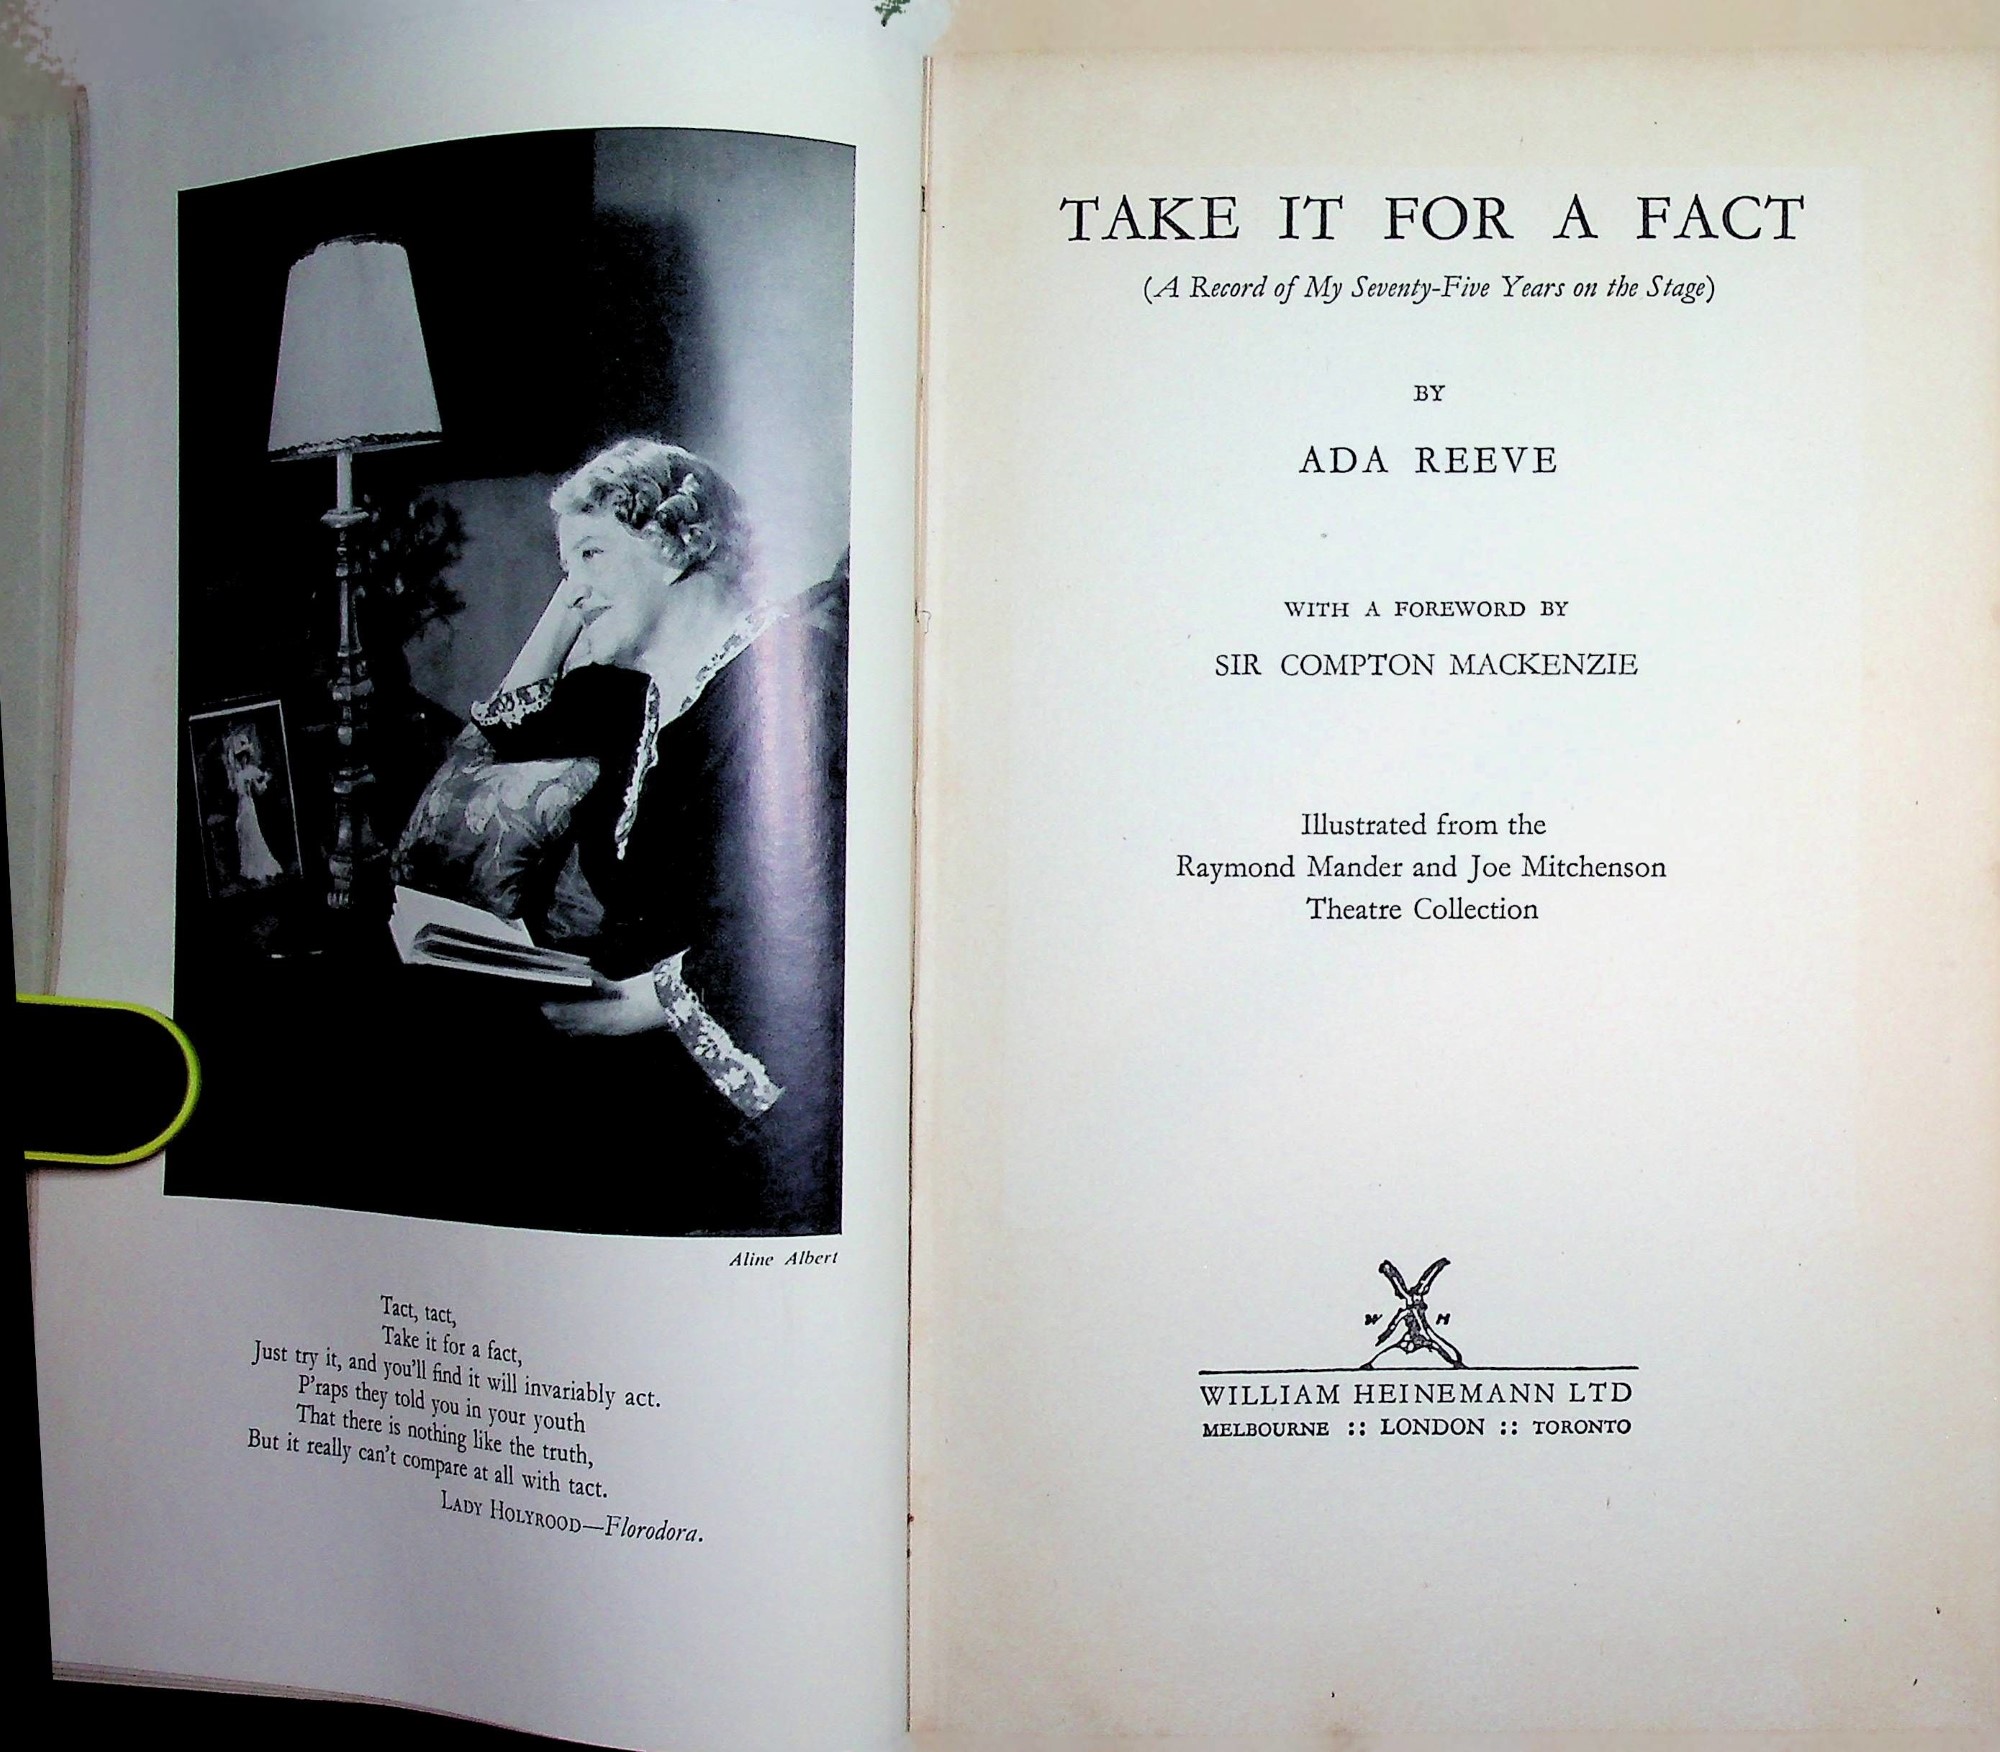 Aline Albert
Tact, tact,
Take it for a fact,
Just try it, and you'll find it will invariably act.
P'raps they told you in your youth
That there is nothing like the truth,
But it really can't compare at all with tact.
LADY HOLYROOD—Florodora.
TAKE IT FOR A FACT
(A Record of My Seventy-Five Years on the Stage)
BY
ADA REEVE
WITH A FOREWORD BY
SIR COMPTON MACKENZIE
Illustrated from the
Raymond Mander and Joe Mitchenson
Theatre Collection
W H
WILLIAM HEINEMANN LTD
MELBOURNE :: LONDON :: TORONTO